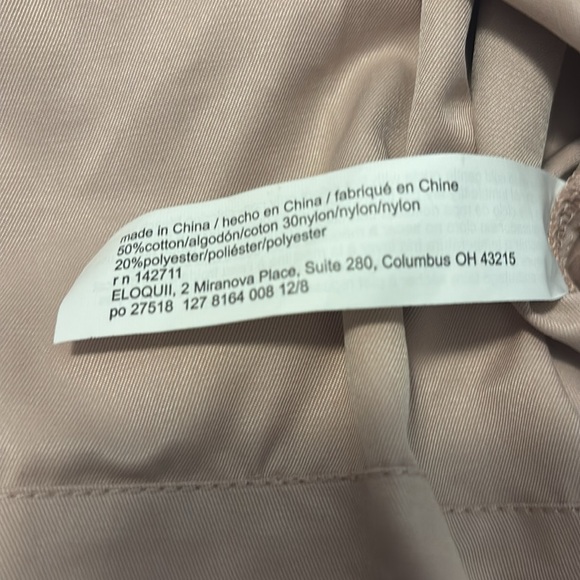 made in China / hecho en China / fabriqué en Chine
50%cotton/algodón/coton 30nylon/nylon/nylon
20%polyester/poliéster/polyester
r n 142711
ELOQUII, 2 Miranova Place, Suite 280, Columbus OH 43215
po 27518 127 8164 008 12/8